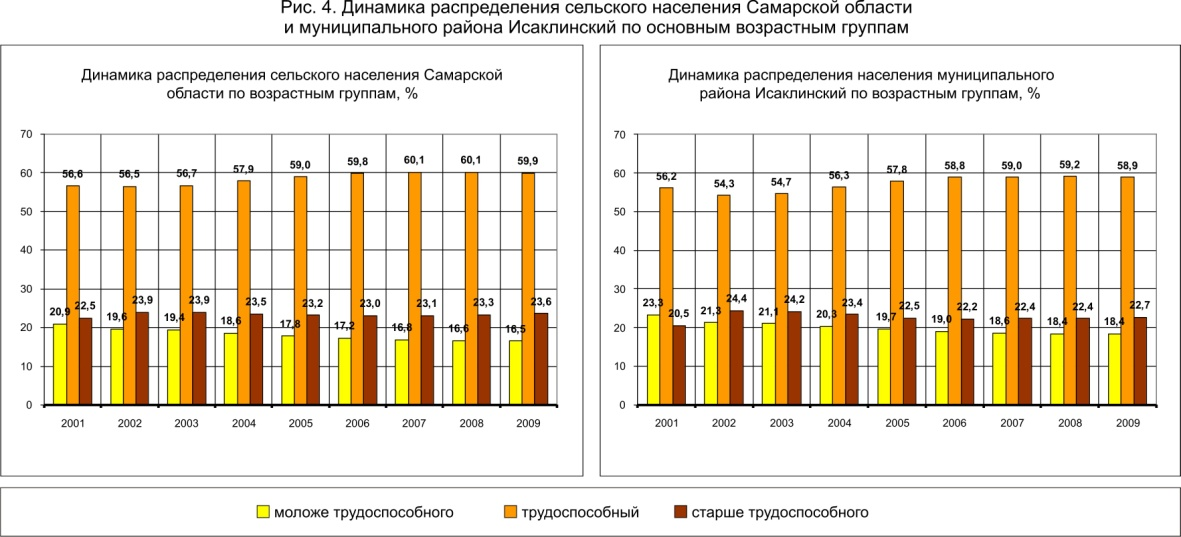 Рис. 4. Динамика распределения сельского населения Самарской области
и муниципального района Исаклинский по основным возрастным группам
Динамика распределения сельского населения Самарской
области по возрастным группам, %
70
60
50
40
30
20
10
0
56,6 56,5 56,7 57,9 59,0 59,8 60,1 60,1 59,9
20,9 22,5 19,6 23,9 19,4 23,9 18,6 23,5 17,8 23,2 17,2 23,0 16,8 23,1 16,6 23,3 16,5 23,6
2001 2002 2003 2004 2005 2006 2007 2008 2009
Динамика распределения населения муниципального
района Исаклинский по возрастным группам, %
70
60
50
40
30
20
10
0
56,2 54,3 54,7 56,3 57,8 58,8 59,0 59,2 58,9
23,3 20,5 21,3 24,4 21,1 24,2 20,3 23,4 19,7 22,5 19,0 22,2 18,6 22,4 18,4 22,4 18,4 22,7
2001 2002 2003 2004 2005 2006 2007 2008 2009
моложе трудоспособного трудоспособный старше трудоспособного